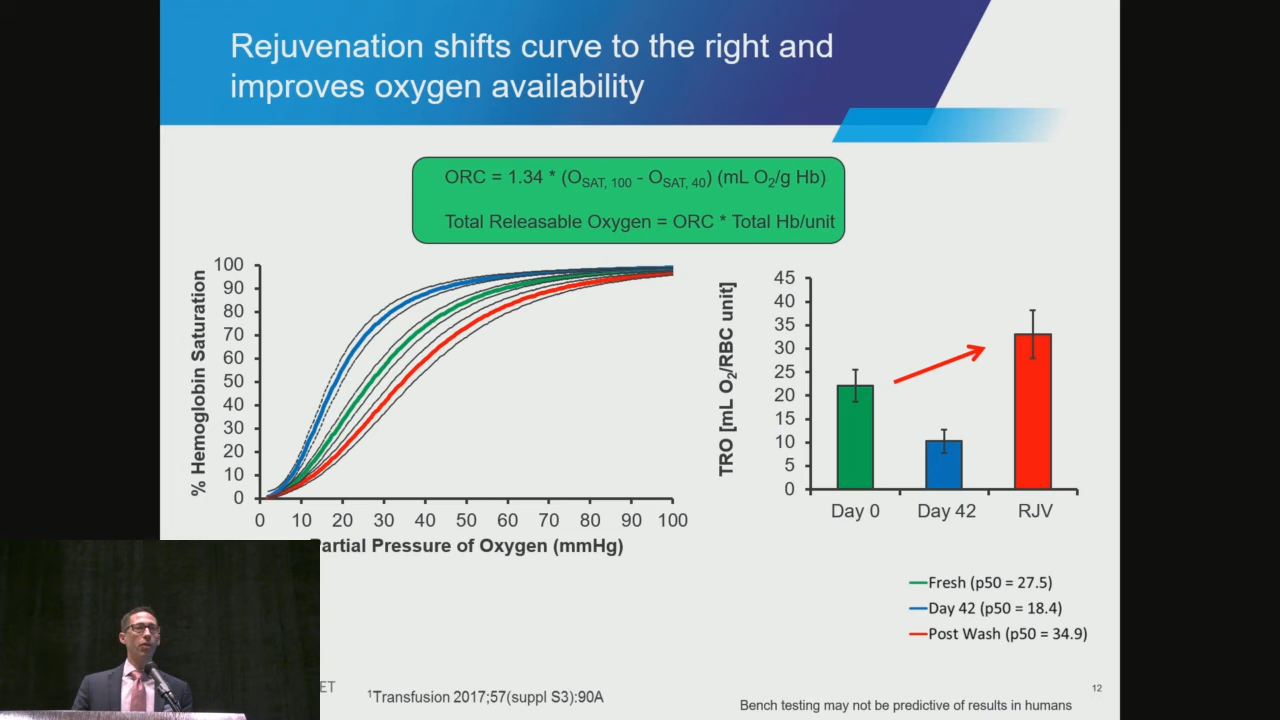 Rejuvenation shifts curve to the right and
improves oxygen availability
ORC = 1.34 * (OSAT, 100 - OSAT, 40) (mL O2/g Hb)
Total Releasable Oxygen = ORC * Total Hb/unit
% Hemoglobin Saturation
100
90
80
70
60
50
40
30
20
10
0
0 10 20 30 40 50 60 70 80 90 100
Partial Pressure of Oxygen (mmHg)
TRO [mL O2/RBC unit]
45
40
35
30
25
20
15
10
5
0
Day 0 Day 42 RJV
Fresh (p50 = 27.5)
Day 42 (p50 = 18.4)
Post Wash (p50 = 34.9)
ET
1Transfusion 2017;57(suppl S3):90A
12
Bench testing may not be predictive of results in humans